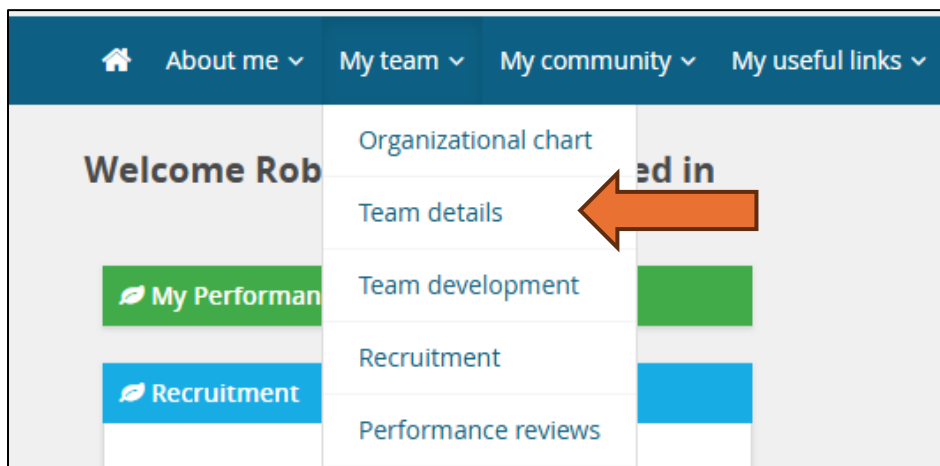 About me
My team
My community
My useful links
Welcome Rob
ed in
Organizational chart
Team details
Team development
Recruitment
Performance reviews
My Performan
Recruitment